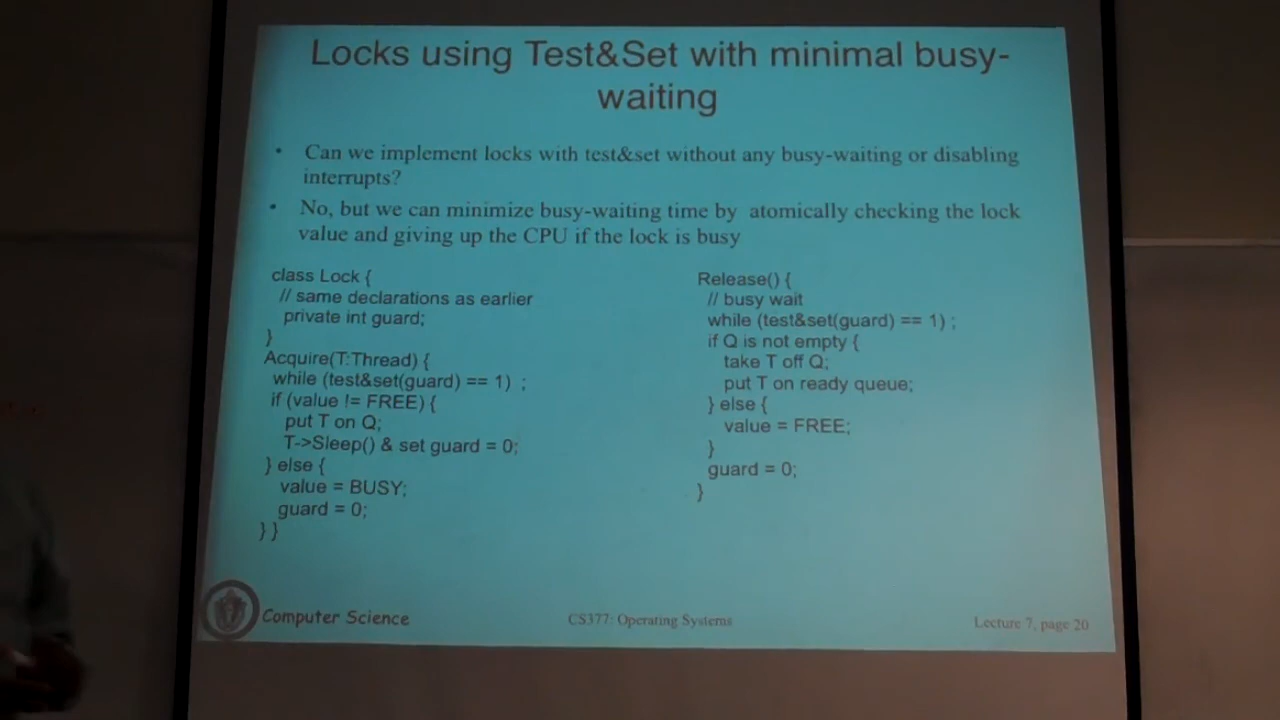 Locks using Test&Set with minimal busy-
waiting
• Can we implement locks with test&set without any busy-waiting or disabling
interrupts?
• No, but we can minimize busy-waiting time by atomically checking the lock
value and giving up the CPU if the lock is busy
class Lock {
// same declarations as earlier
private int guard;
}
Acquire(T:Thread) {
while (test&set(guard) == 1) ;
if (value != FREE) {
put T on Q;
T->Sleep() & set guard = 0;
} else {
value = BUSY;
guard = 0;
} }
Release() {
// busy wait
while (test&set(guard) == 1) ;
if Q is not empty {
take T off Q;
put T on ready queue;
} else {
value = FREE;
}
guard = 0;
}
Computer Science
CS377: Operating Systems
Lecture 7, page 20